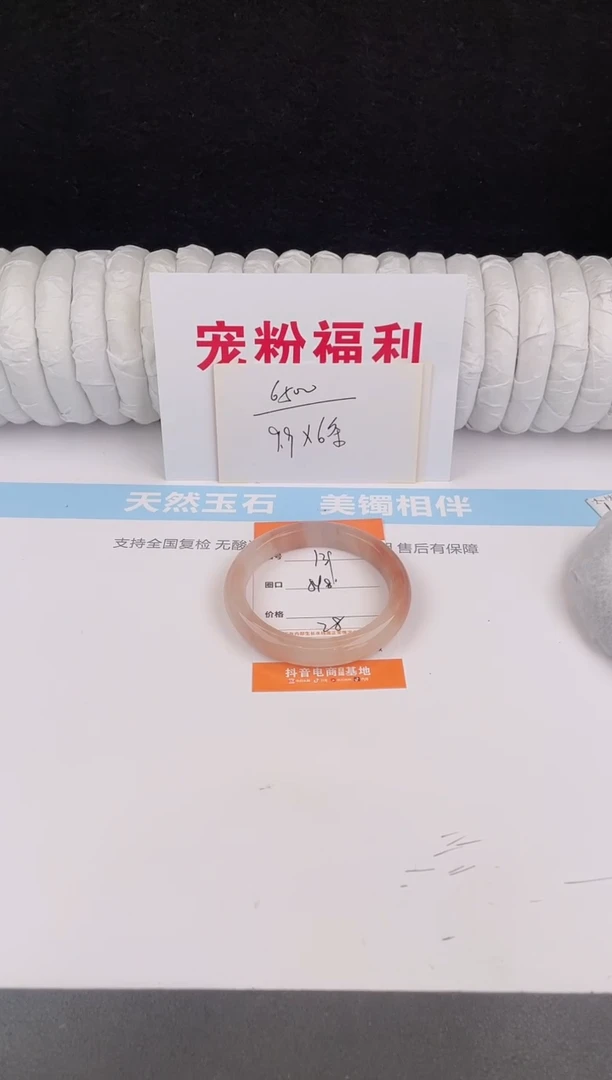 宠粉福利
6500
9.9 X 6条
天然玉石 美镯相伴
支持全国复检 无酸 售后有保障
号
圈口
价格
28
抖音电商 基地